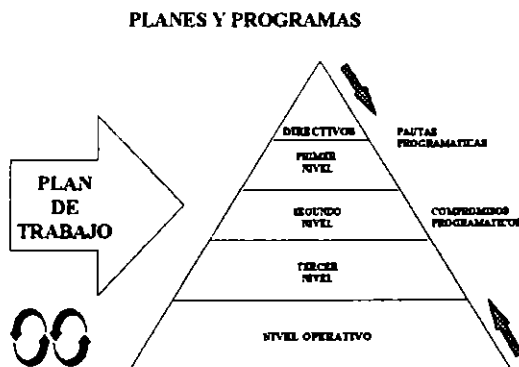 PLANES Y PROGRAMAS
DIRECTIVOS
PAUTAS
PROGRAMATICAS
PRIMER
NIVEL
PLAN
DE
TRABAJO
SEGUNDO
NIVEL
COMPROMISOS
PROGRAMATICOS
TERCER
NIVEL
NIVEL OPERATIVO